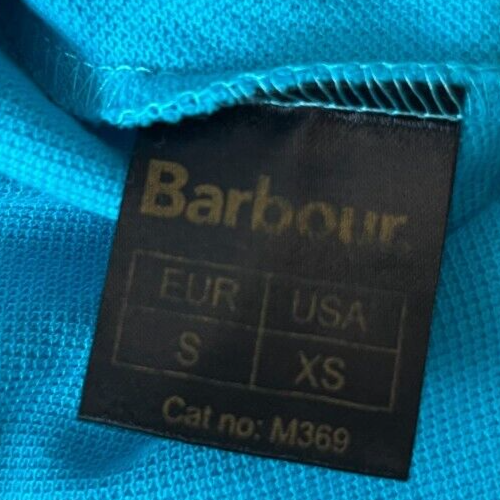 Barbour.
EUR USA
S XS
Cat no: M369